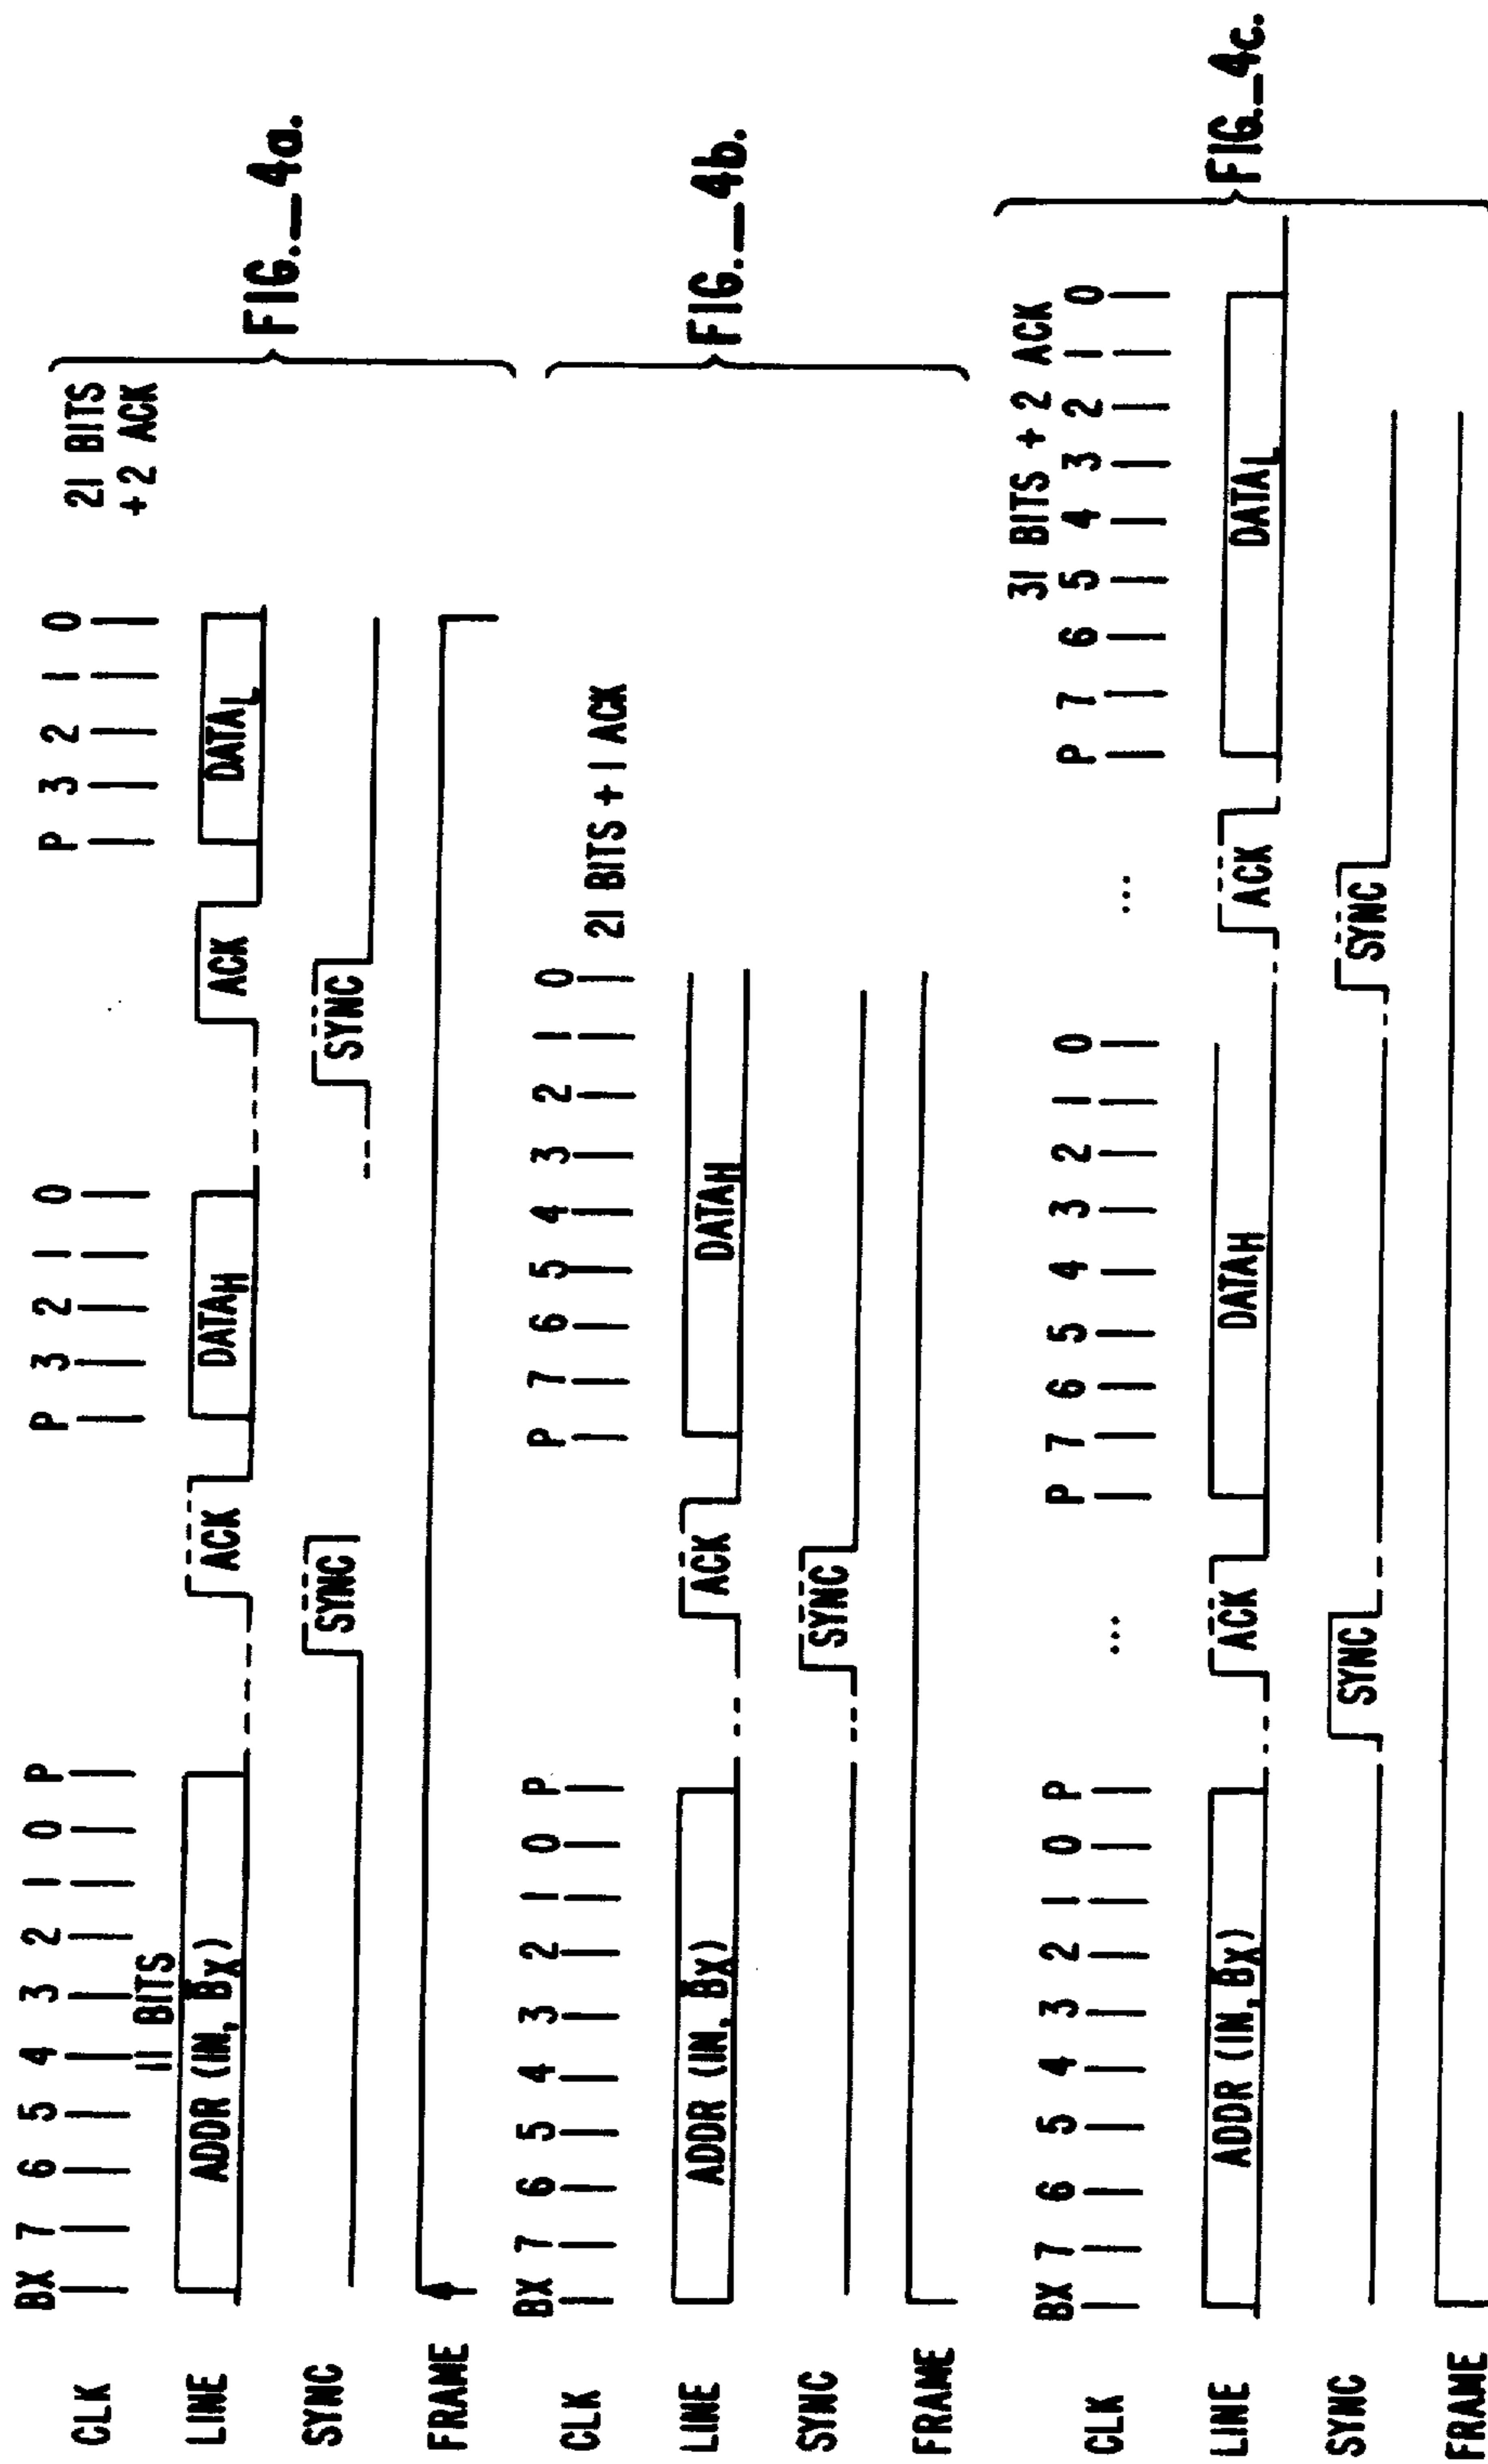 21 BITS
+ 2 ACK
BX 7 6 5 4 3 2 1 0 P P 3 2 1 0 P 3 2 1 0
CLK
11 BITS
LINE ADDR (IN, BX) ACK DATAH ACK DATAL
SYNC SYNC SYNC
FRAME
FIG._4a.
BX 7 6 5 4 3 2 1 0 P P 7 6 5 4 3 2 1 0
CLK 21 BITS + 1 ACK
LINE ADDR (IN, BX) ACK DATAH
SYNC SYNC
FRAME
FIG._4b.
31 BITS + 2 ACK
BX 7 6 5 4 3 2 1 0 P P 7 6 5 4 3 2 1 0 P 7 6 5 4 3 2 1 0
CLK ... ...
LINE ADDR (IN, BX) ACK DATAH ACK DATAL
SYNC SYNC SYNC
FRAME
FIG._4c.